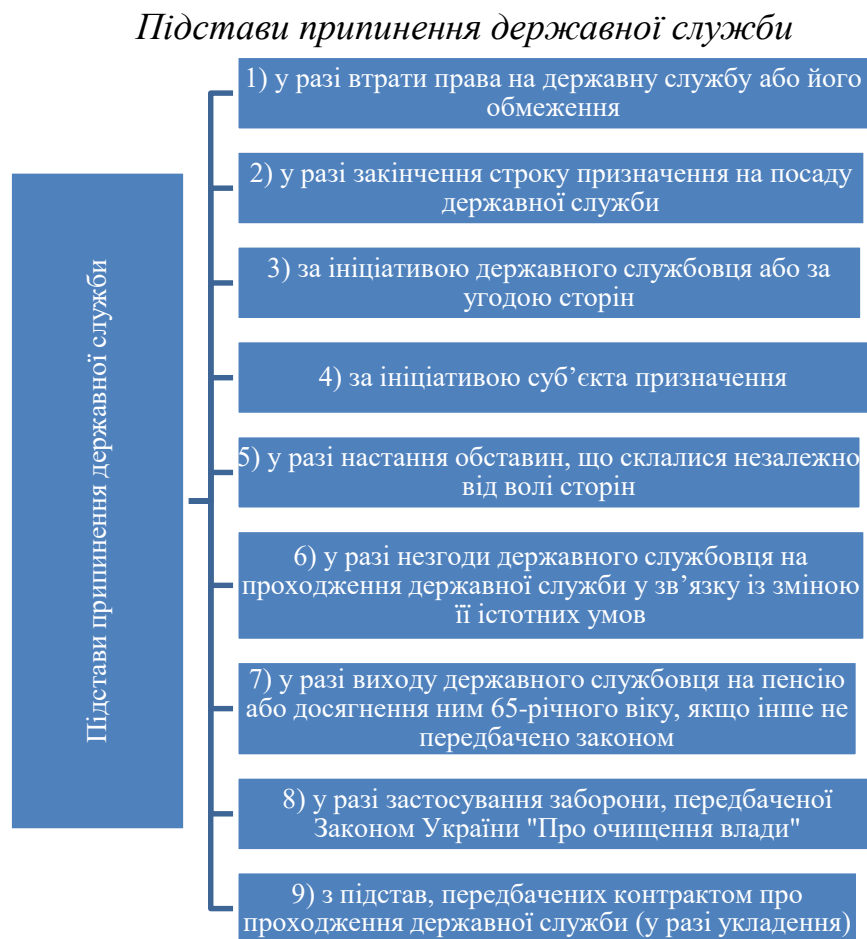 Підстави припинення державної служби
Підстави припинення державної служби
1) у разі втрати права на державну службу або його
обмеження
2) у разі закінчення строку призначення на посаду
державної служби
3) за ініціативою державного службовця або за
угодою сторін
4) за ініціативою суб’єкта призначення
5) у разі настання обставин, що склалися незалежно
від волі сторін
6) у разі незгоди державного службовця на
проходження державної служби у зв’язку із зміною
її істотних умов
7) у разі виходу державного службовця на пенсію
або досягнення ним 65-річного віку, якщо інше не
передбачено законом
8) у разі застосування заборони, передбаченої
Законом України "Про очищення влади"
9) з підстав, передбачених контрактом про
проходження державної служби (у разі укладення)